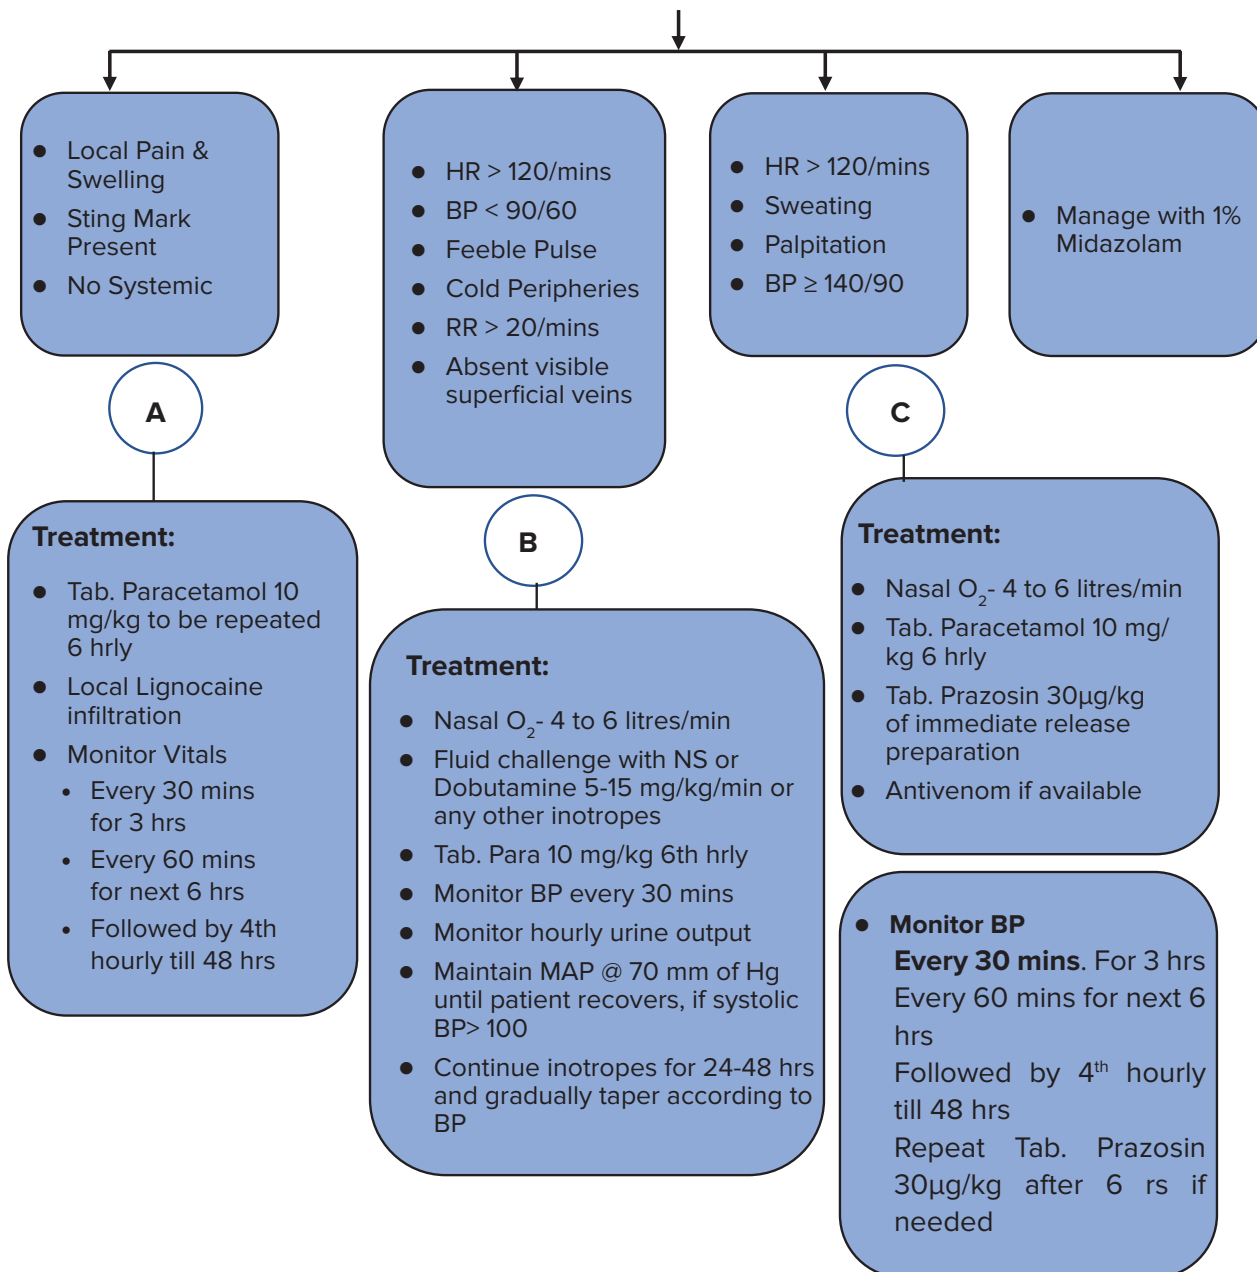 ● Local Pain &
Swelling
● Sting Mark
Present
● No Systemic
● HR > 120/mins
● BP < 90/60
● Feeble Pulse
● Cold Peripheries
● RR > 20/mins
● Absent visible
superficial veins
● HR > 120/mins
● Sweating
● Palpitation
● BP ≥ 140/90
● Manage with 1%
Midazolam
A
Treatment:
● Tab. Paracetamol 10
mg/kg to be repeated
6 hrly
● Local Lignocaine
infiltration
● Monitor Vitals
• Every 30 mins
for 3 hrs
• Every 60 mins
for next 6 hrs
• Followed by 4th
hourly till 48 hrs
B
Treatment:
● Nasal O₂- 4 to 6 litres/min
● Fluid challenge with NS or
Dobutamine 5-15 mg/kg/min or
any other inotropes
● Tab. Para 10 mg/kg 6th hrly
● Monitor BP every 30 mins
● Monitor hourly urine output
● Maintain MAP @ 70 mm of Hg
until patient recovers, if systolic
BP> 100
● Continue inotropes for 24-48 hrs
and gradually taper according to
BP
C
Treatment:
● Nasal O₂- 4 to 6 litres/min
● Tab. Paracetamol 10 mg/
kg 6 hrly
● Tab. Prazosin 30µg/kg
of immediate release
preparation
● Antivenom if available
● Monitor BP
Every 30 mins. For 3 hrs
Every 60 mins for next 6
hrs
Followed by 4th hourly
till 48 hrs
Repeat Tab. Prazosin
30µg/kg after 6 rs if
needed